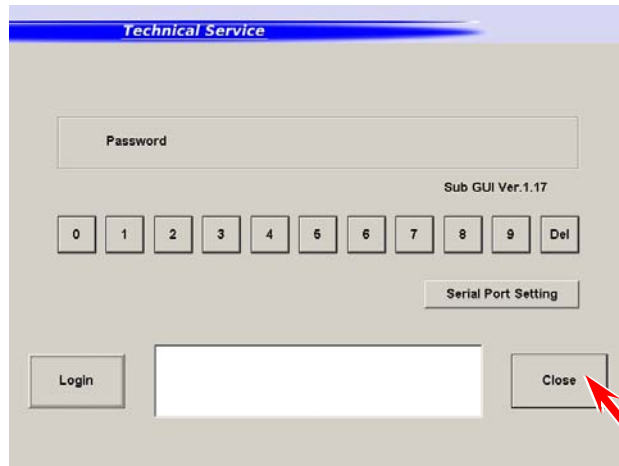 Technical Service
Password
Sub GUI Ver.1.17
0 1 2 3 4 5 6 7 8 9 Del
Serial Port Setting
Login Close